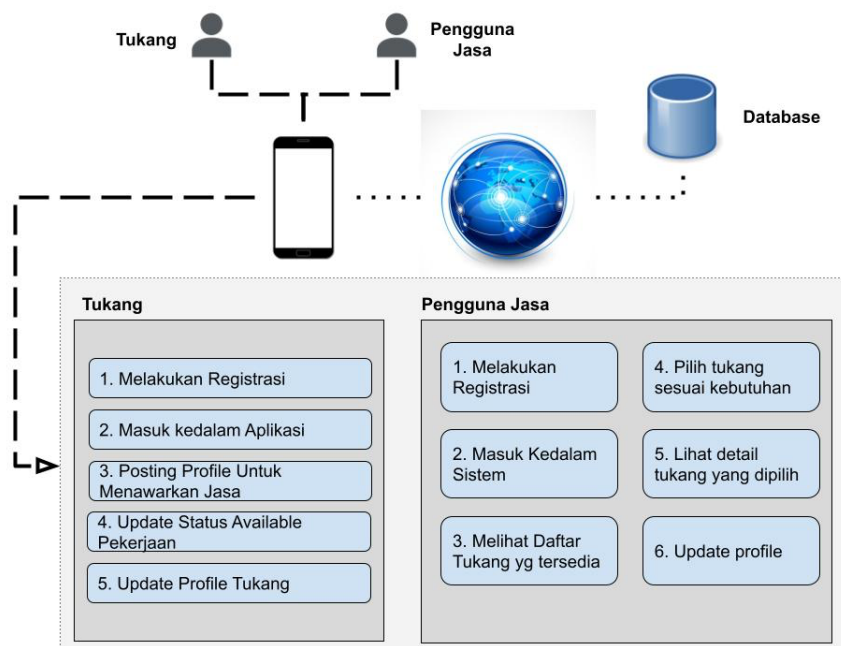 Tukang
Pengguna
Jasa
Database
Tukang
1. Melakukan Registrasi
2. Masuk kedalam Aplikasi
3. Posting Profile Untuk
Menawarkan Jasa
4. Update Status Available
Pekerjaan
5. Update Profile Tukang
Pengguna Jasa
1. Melakukan
Registrasi
2. Masuk Kedalam
Sistem
3. Melihat Daftar
Tukang yg tersedia
4. Pilih tukang
sesuai kebutuhan
5. Lihat detail
tukang yang dipilih
6. Update profile